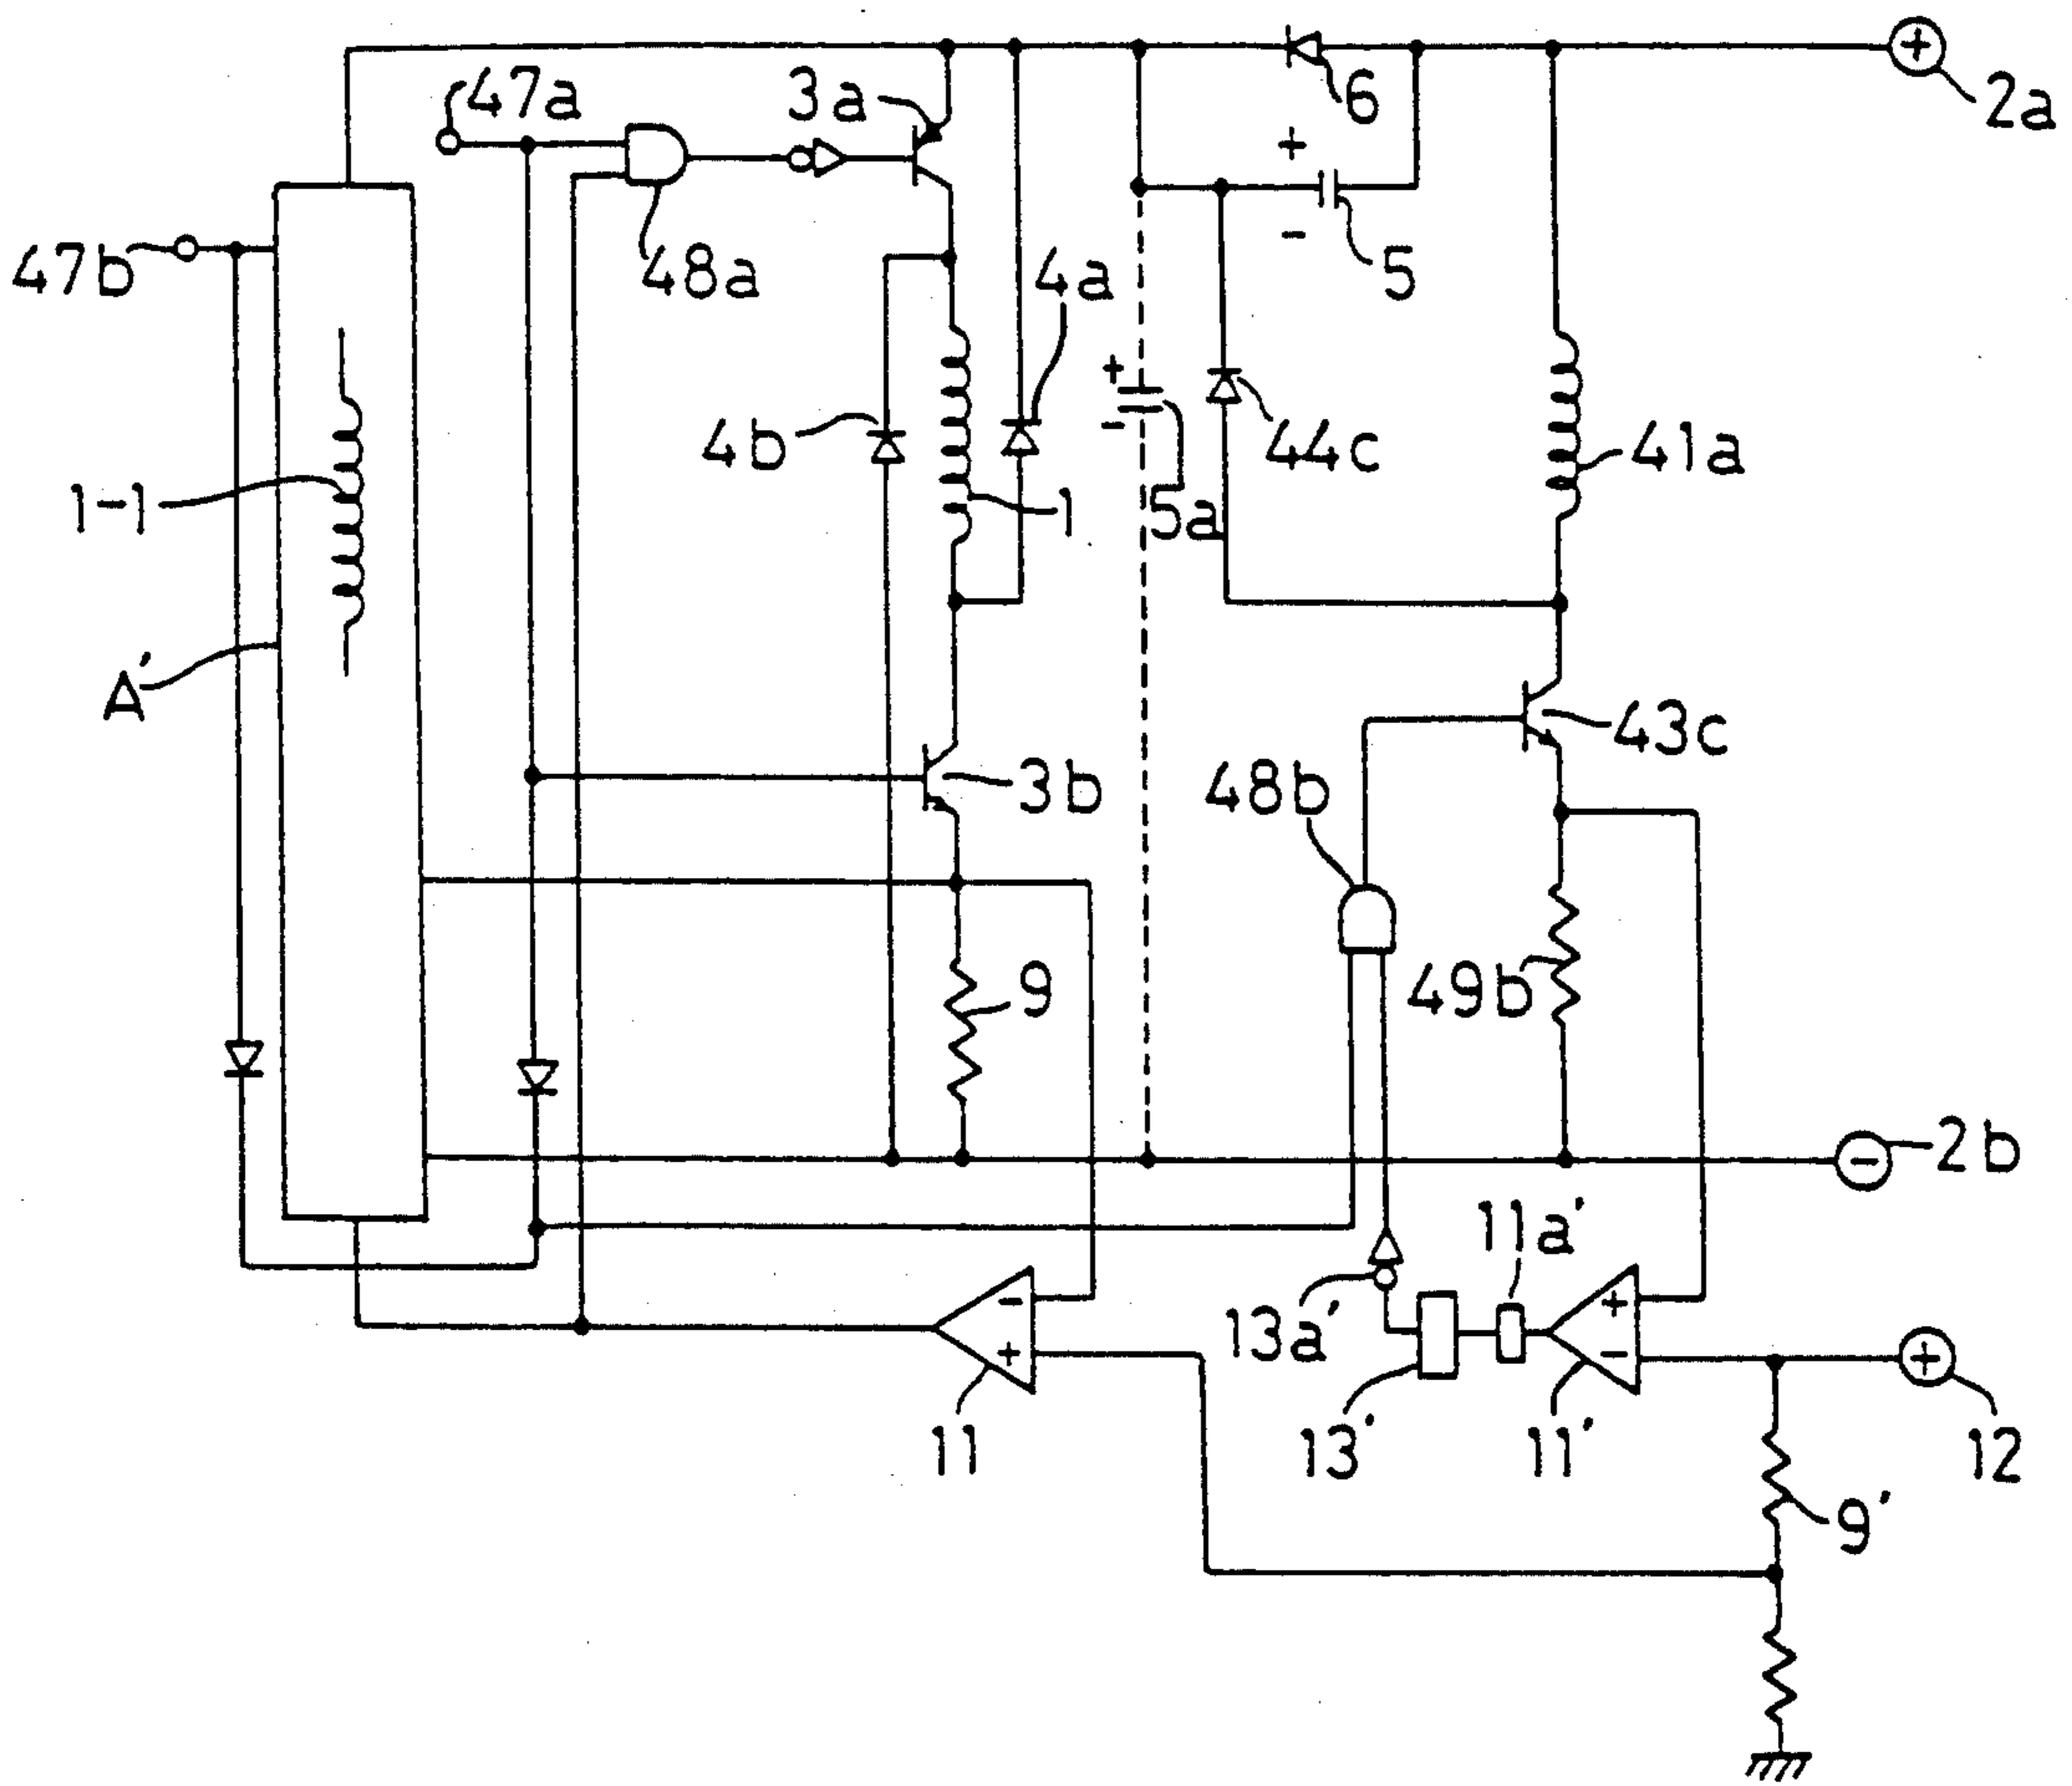 +
2a
47a
3a
6
+
47b
48a
-
5
4a
+
-
4b
44c
41a
1-1
1
5a
A'
43c
3b
48b
9
49b
2b
-
11a'
-
+
13a'
+
-
+
11
13'
11'
12
9'